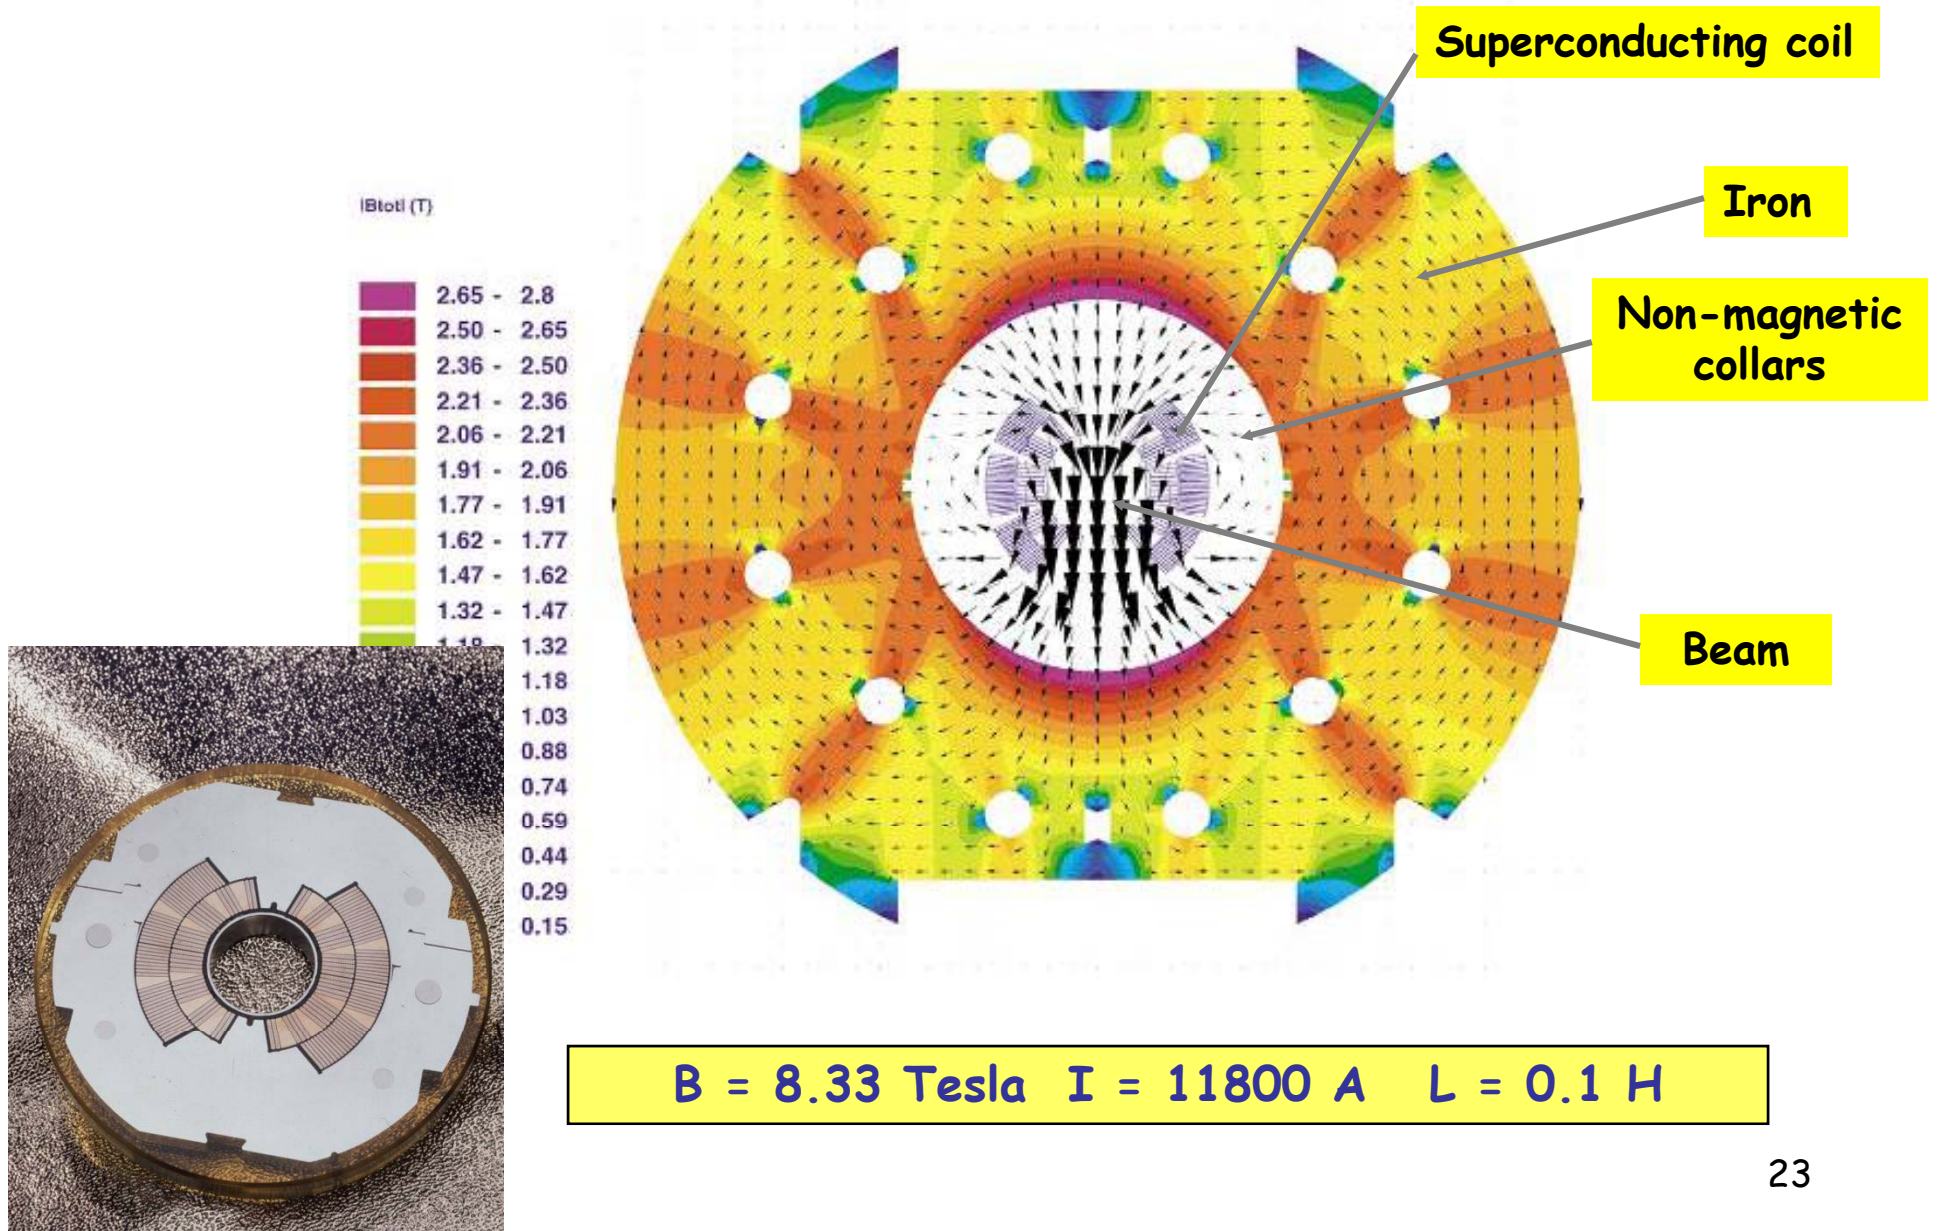 Superconducting coil
Iron
|Btot| (T)
Non-magnetic
collars
2.65 - 2.8
2.50 - 2.65
2.36 - 2.50
2.21 - 2.36
2.06 - 2.21
1.91 - 2.06
1.77 - 1.91
1.62 - 1.77
1.47 - 1.62
1.32 - 1.47
1.18 - 1.32
1.18
1.03
0.88
0.74
0.59
0.44
0.29
0.15
Beam
B = 8.33 Tesla I = 11800 A L = 0.1 H
23